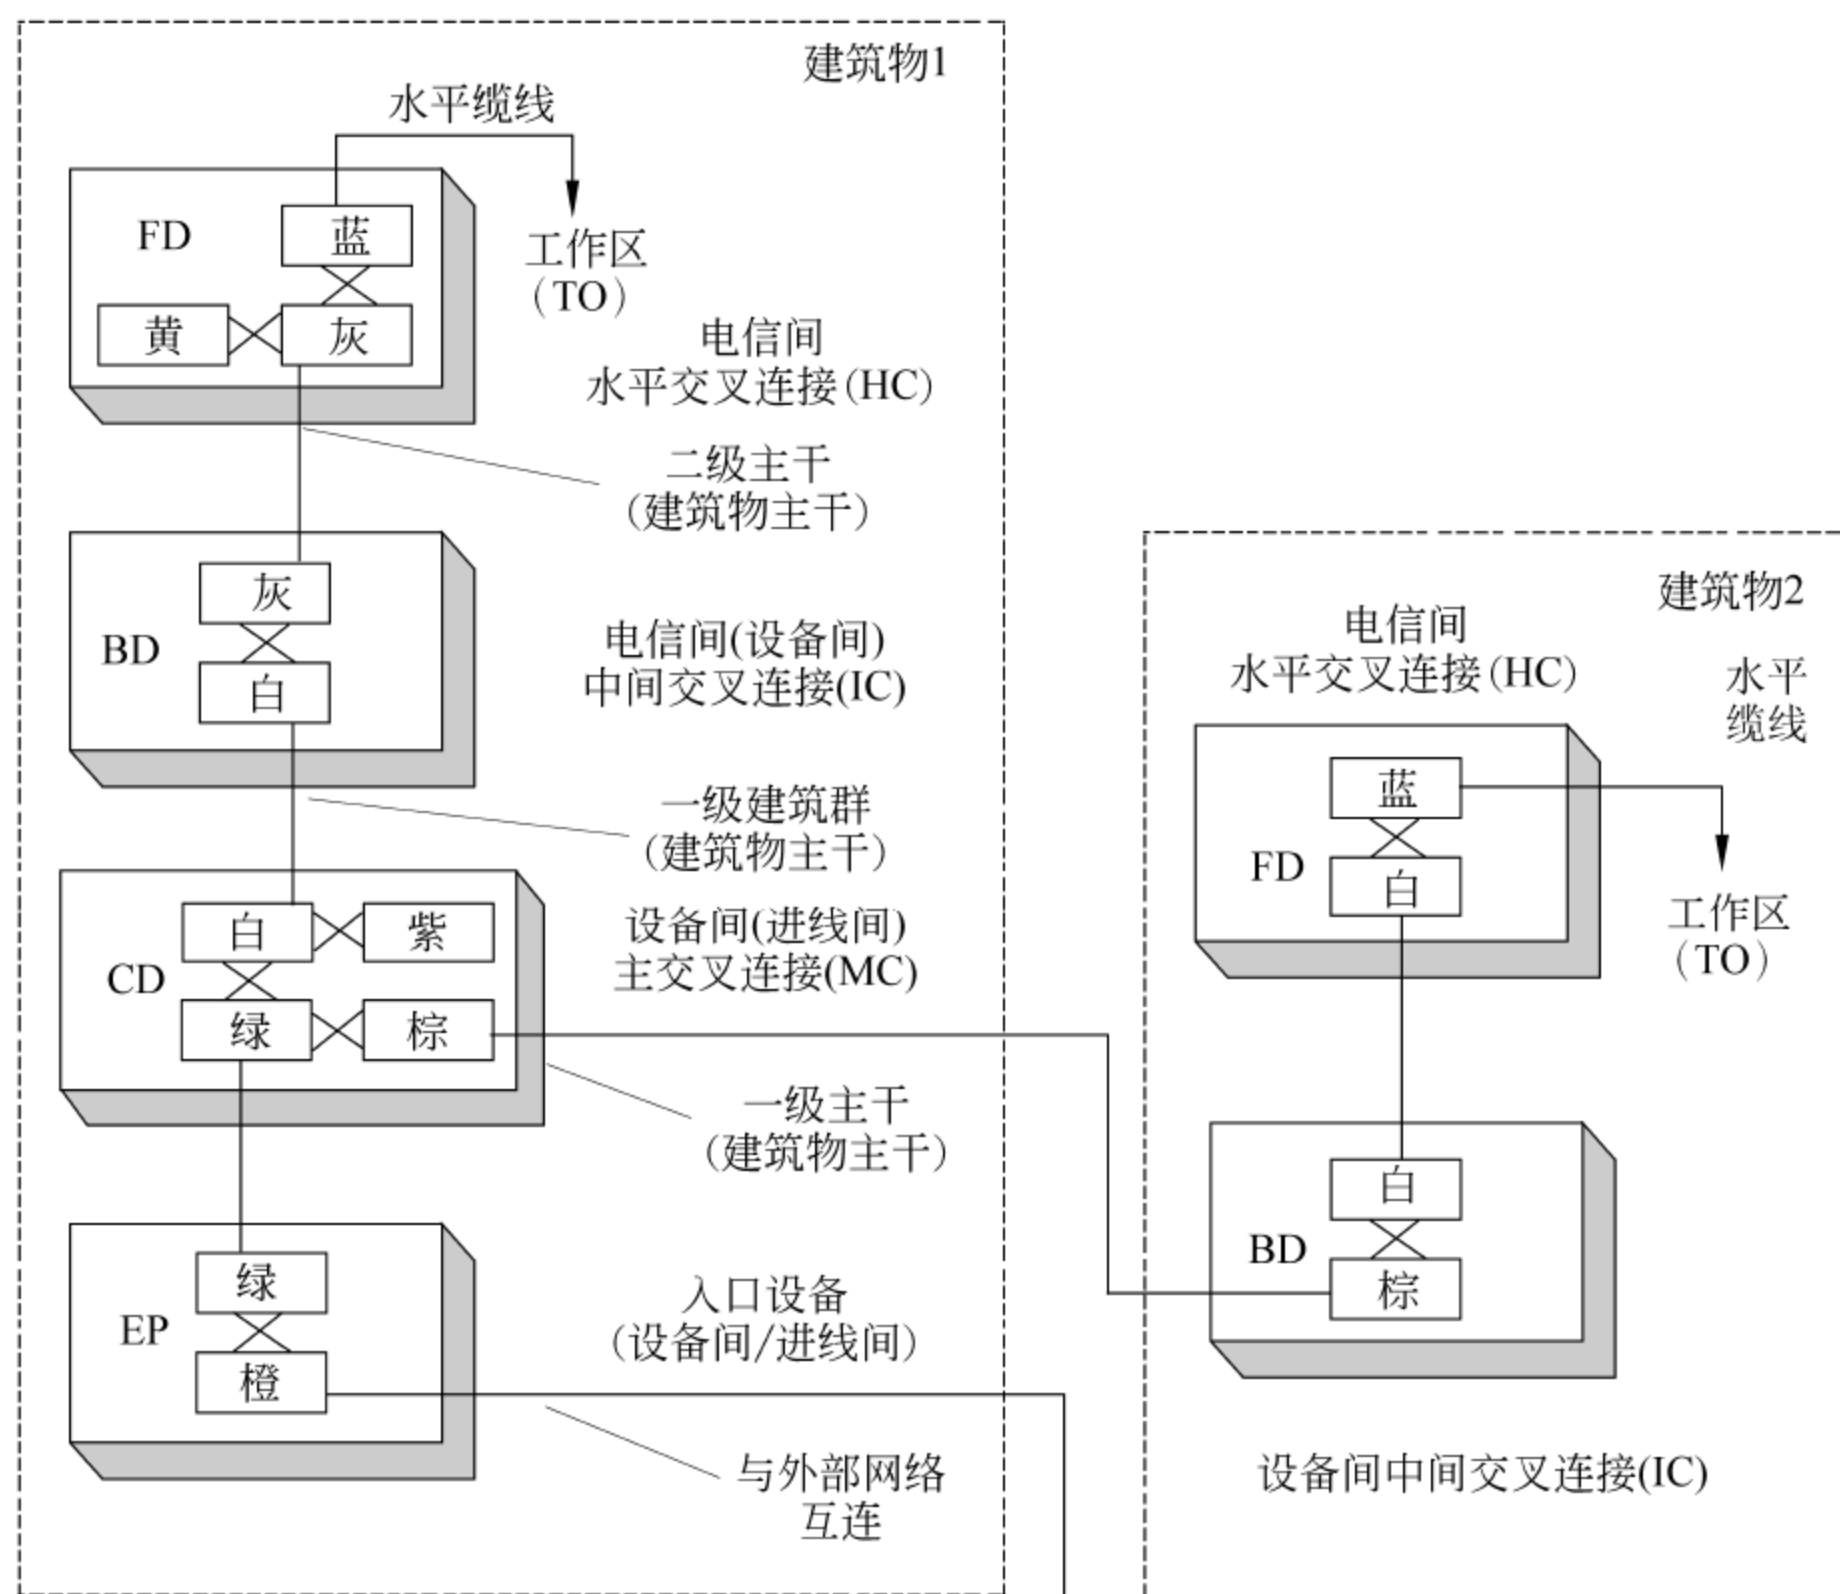 建筑物1
水平缆线
FD
蓝
工作区
(TO)
黄
灰
电信间
水平交叉连接(HC)
二级主干
(建筑物主干)
灰
BD
白
电信间(设备间)
中间交叉连接(IC)
一级建筑群
(建筑物主干)
白
紫
CD
绿
棕
设备间(进线间)
主交叉连接(MC)
一级主干
(建筑物主干)
绿
EP
橙
入口设备
(设备间/进线间)
与外部网络
互连
建筑物2
电信间
水平交叉连接(HC)
水平
缆线
蓝
FD
白
工作区
(TO)
白
BD
棕
设备间中间交叉连接(IC)